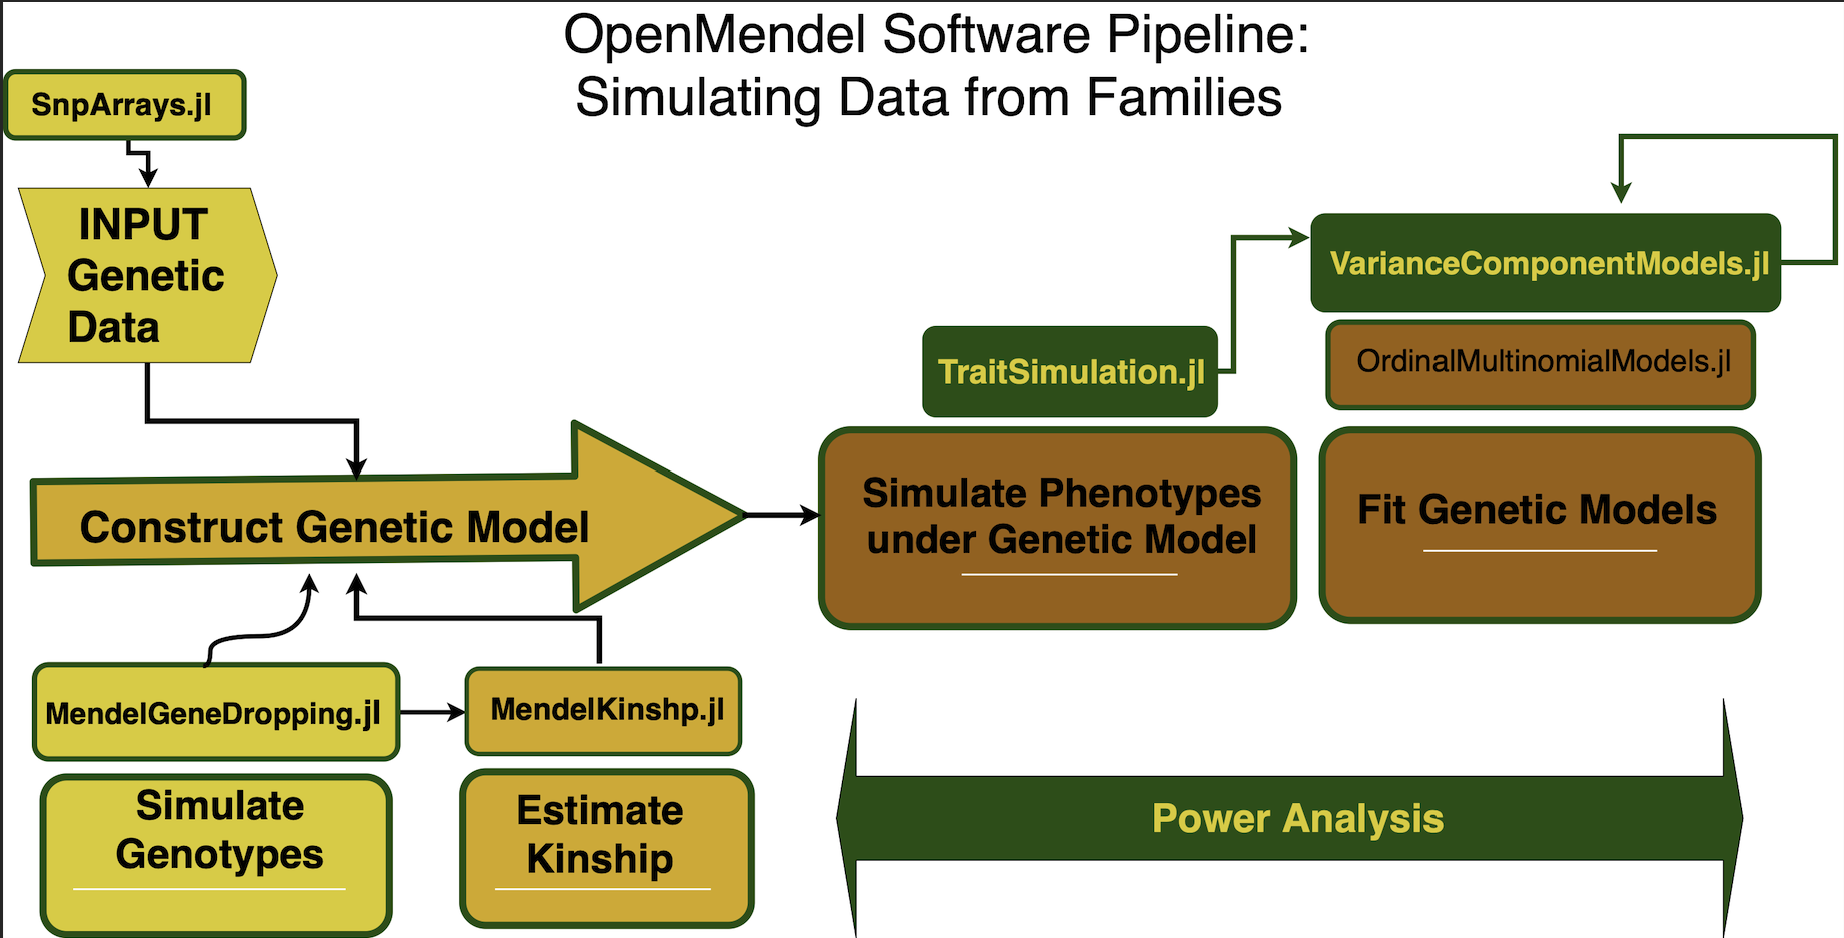 OpenMendel Software Pipeline:
Simulating Data from Families
SnpArrays.jl
INPUT
Genetic
Data
VarianceComponentModels.jl
TraitSimulation.jl
OrdinalMultinomialModels.jl
Construct Genetic Model
Simulate Phenotypes
under Genetic Model
Fit Genetic Models
MendelGeneDropping.jl
MendelKinshp.jl
Simulate
Genotypes
Estimate
Kinship
Power Analysis